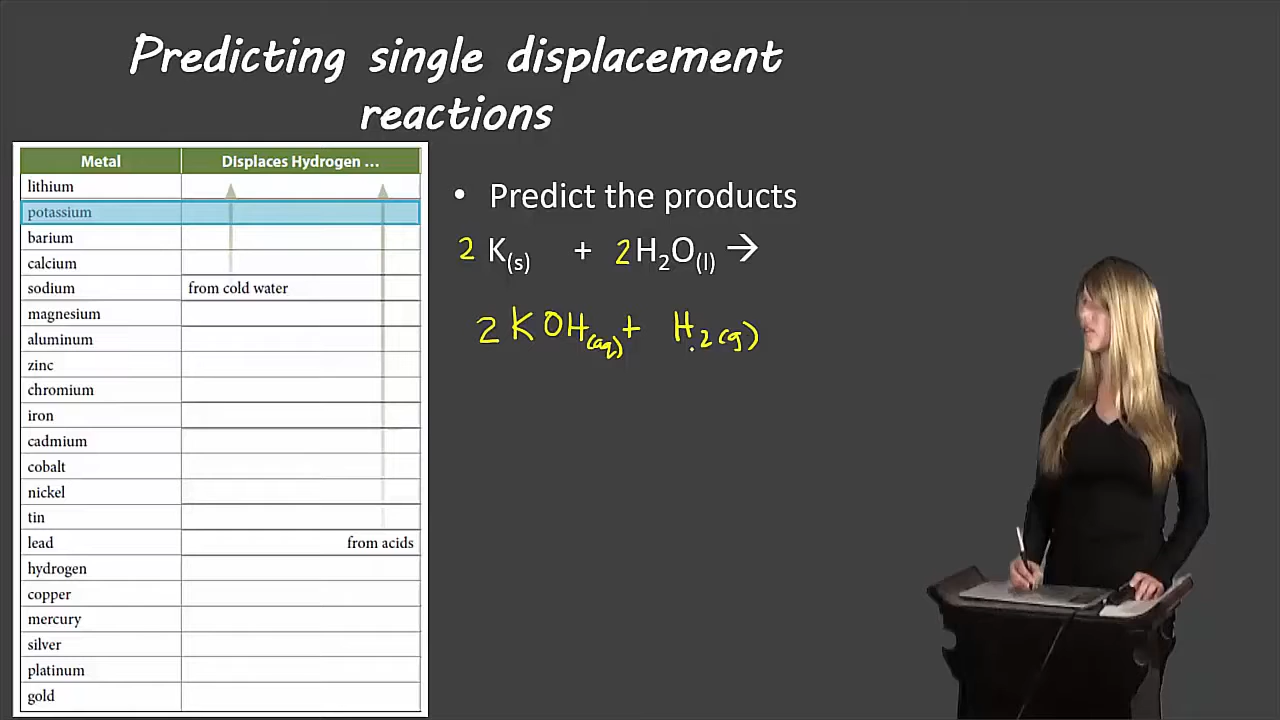 Predicting single displacement
reactions
Metal Displaces Hydrogen ...
lithium
potassium
barium
calcium
sodium from cold water
magnesium
aluminum
zinc
chromium
iron
cadmium
cobalt
nickel
tin
lead from acids
hydrogen
copper
mercury
silver
platinum
gold
• Predict the products
2 K(s) + 2H₂O(l) →
2 KOH(aq) + H₂(g)